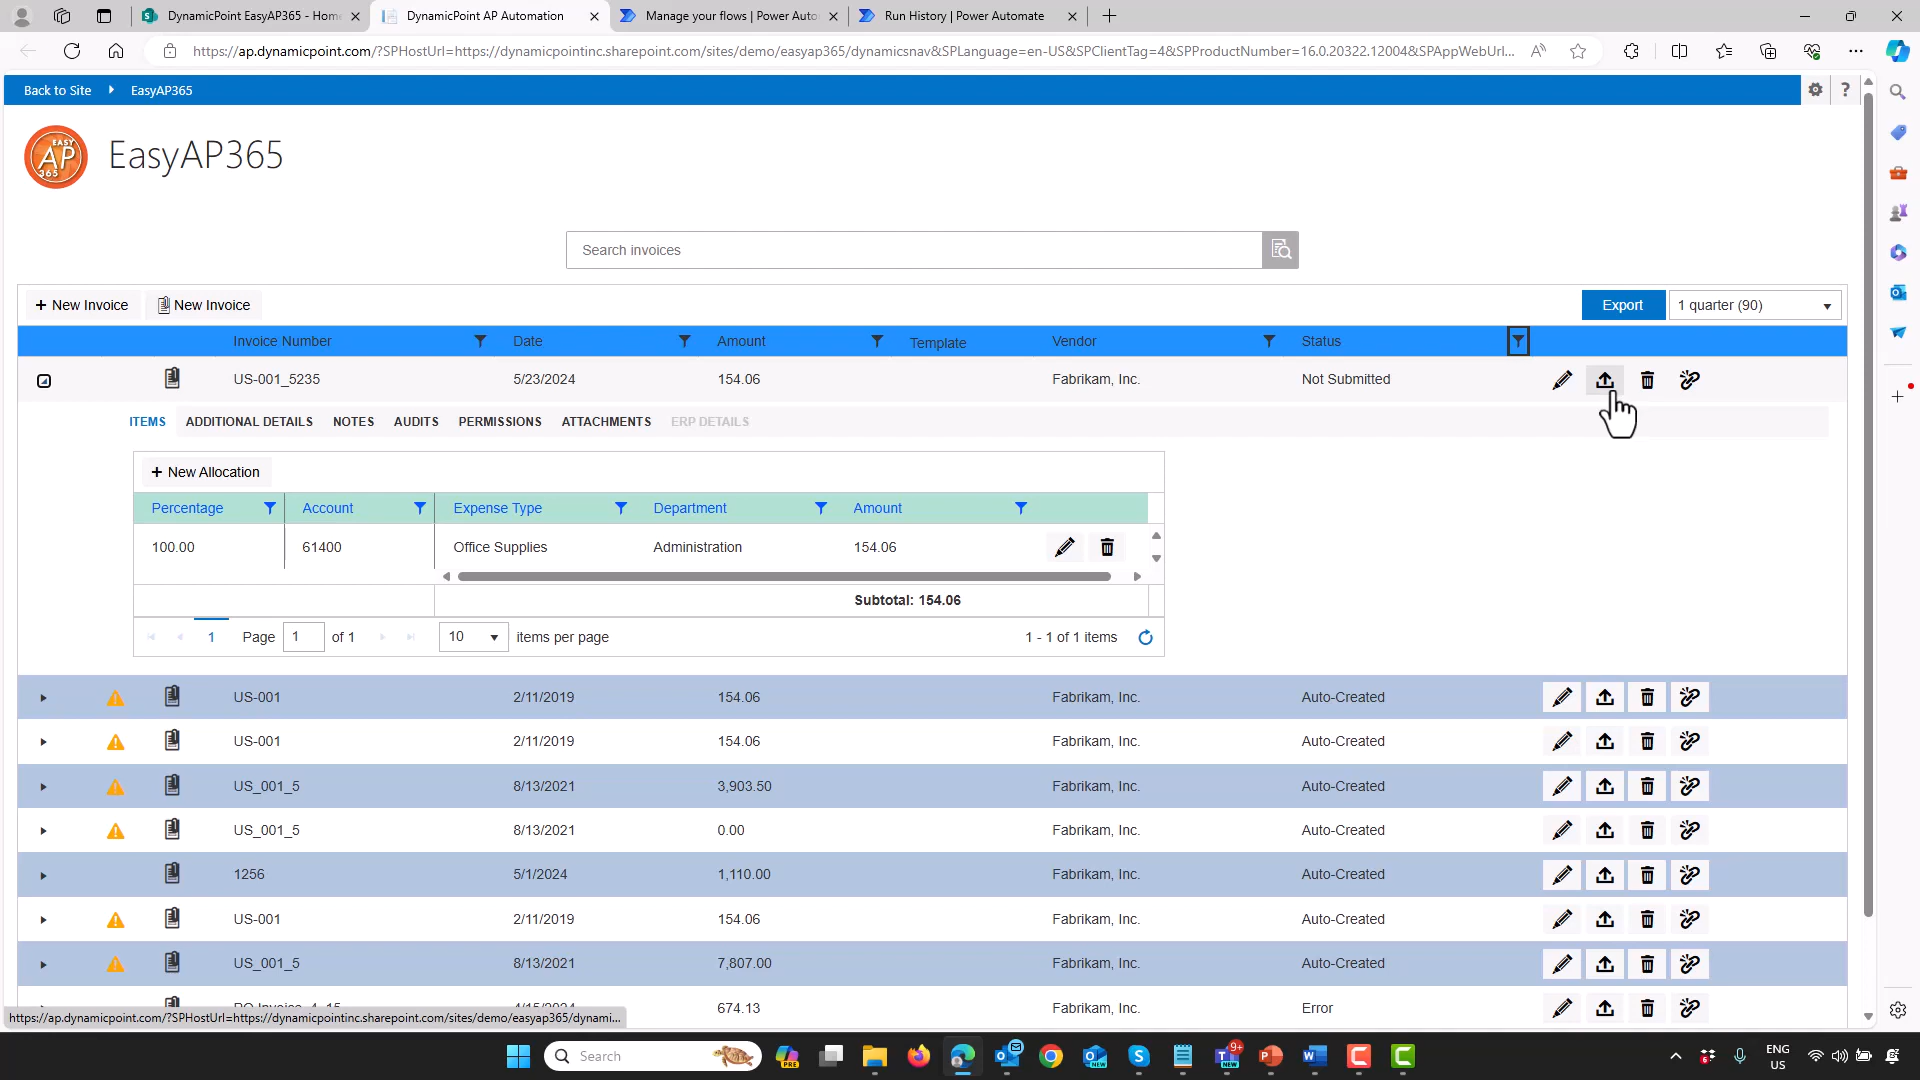 DynamicPoint EasyAP365 - Home
DynamicPoint AP Automation
Manage your flows | Power Auto
Run History | Power Automate
https://ap.dynamicpoint.com/?SPHostUrl=https://dynamicpointinc.sharepoint.com/sites/demo/easyap365/dynamicsnav&SPLanguage=en-US&SPClientTag=4&SPProductNumber=16.0.20322.12004&SPAppWebUrl...
Back to Site EasyAP365 ?
EASY AP 365
EasyAP365
Search invoices
+ New Invoice New Invoice Export 1 quarter (90)
Invoice Number Date Amount Template Vendor Status
US-001_5235 5/23/2024 154.06 Fabrikam, Inc. Not Submitted
ITEMS ADDITIONAL DETAILS NOTES AUDITS PERMISSIONS ATTACHMENTS ERP DETAILS
+ New Allocation
Percentage Account Expense Type Department Amount
100.00 61400 Office Supplies Administration 154.06
Subtotal: 154.06
1 Page 1 of 1 10 items per page 1 - 1 of 1 items
US-001 2/11/2019 154.06 Fabrikam, Inc. Auto-Created
US-001 2/11/2019 154.06 Fabrikam, Inc. Auto-Created
US_001_5 8/13/2021 3,903.50 Fabrikam, Inc. Auto-Created
US_001_5 8/13/2021 0.00 Fabrikam, Inc. Auto-Created
1256 5/1/2024 1,110.00 Fabrikam, Inc. Auto-Created
US-001 2/11/2019 154.06 Fabrikam, Inc. Auto-Created
US_001_5 8/13/2021 7,807.00 Fabrikam, Inc. Auto-Created
PO Invoice_4_15 4/15/2024 674.13 Fabrikam, Inc. Error
https://ap.dynamicpoint.com/?SPHostUrl=https://dynamicpointinc.sharepoint.com/sites/demo/easyap365/dynami...
Search
ENG
US